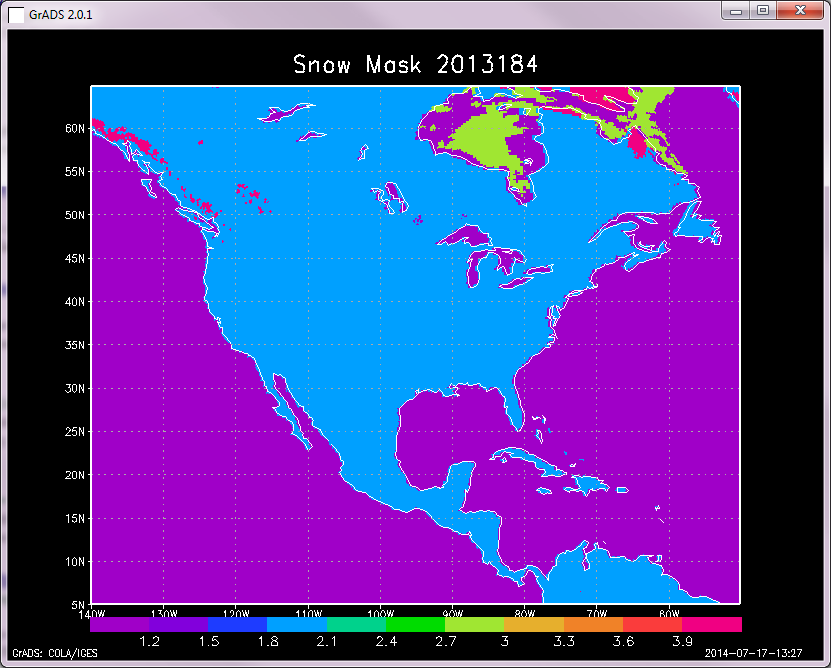 GrADS 2.0.1
Snow Mask 2013184
60N
55N
50N
45N
40N
35N
30N
25N
20N
15N
10N
5N
140W 130W 120W 110W 100W 90W 80W 70W 60W
1.2 1.5 1.8 2.1 2.4 2.7 3 3.3 3.6 3.9
GrADS: COLA/IGES 2014-07-17-13:27